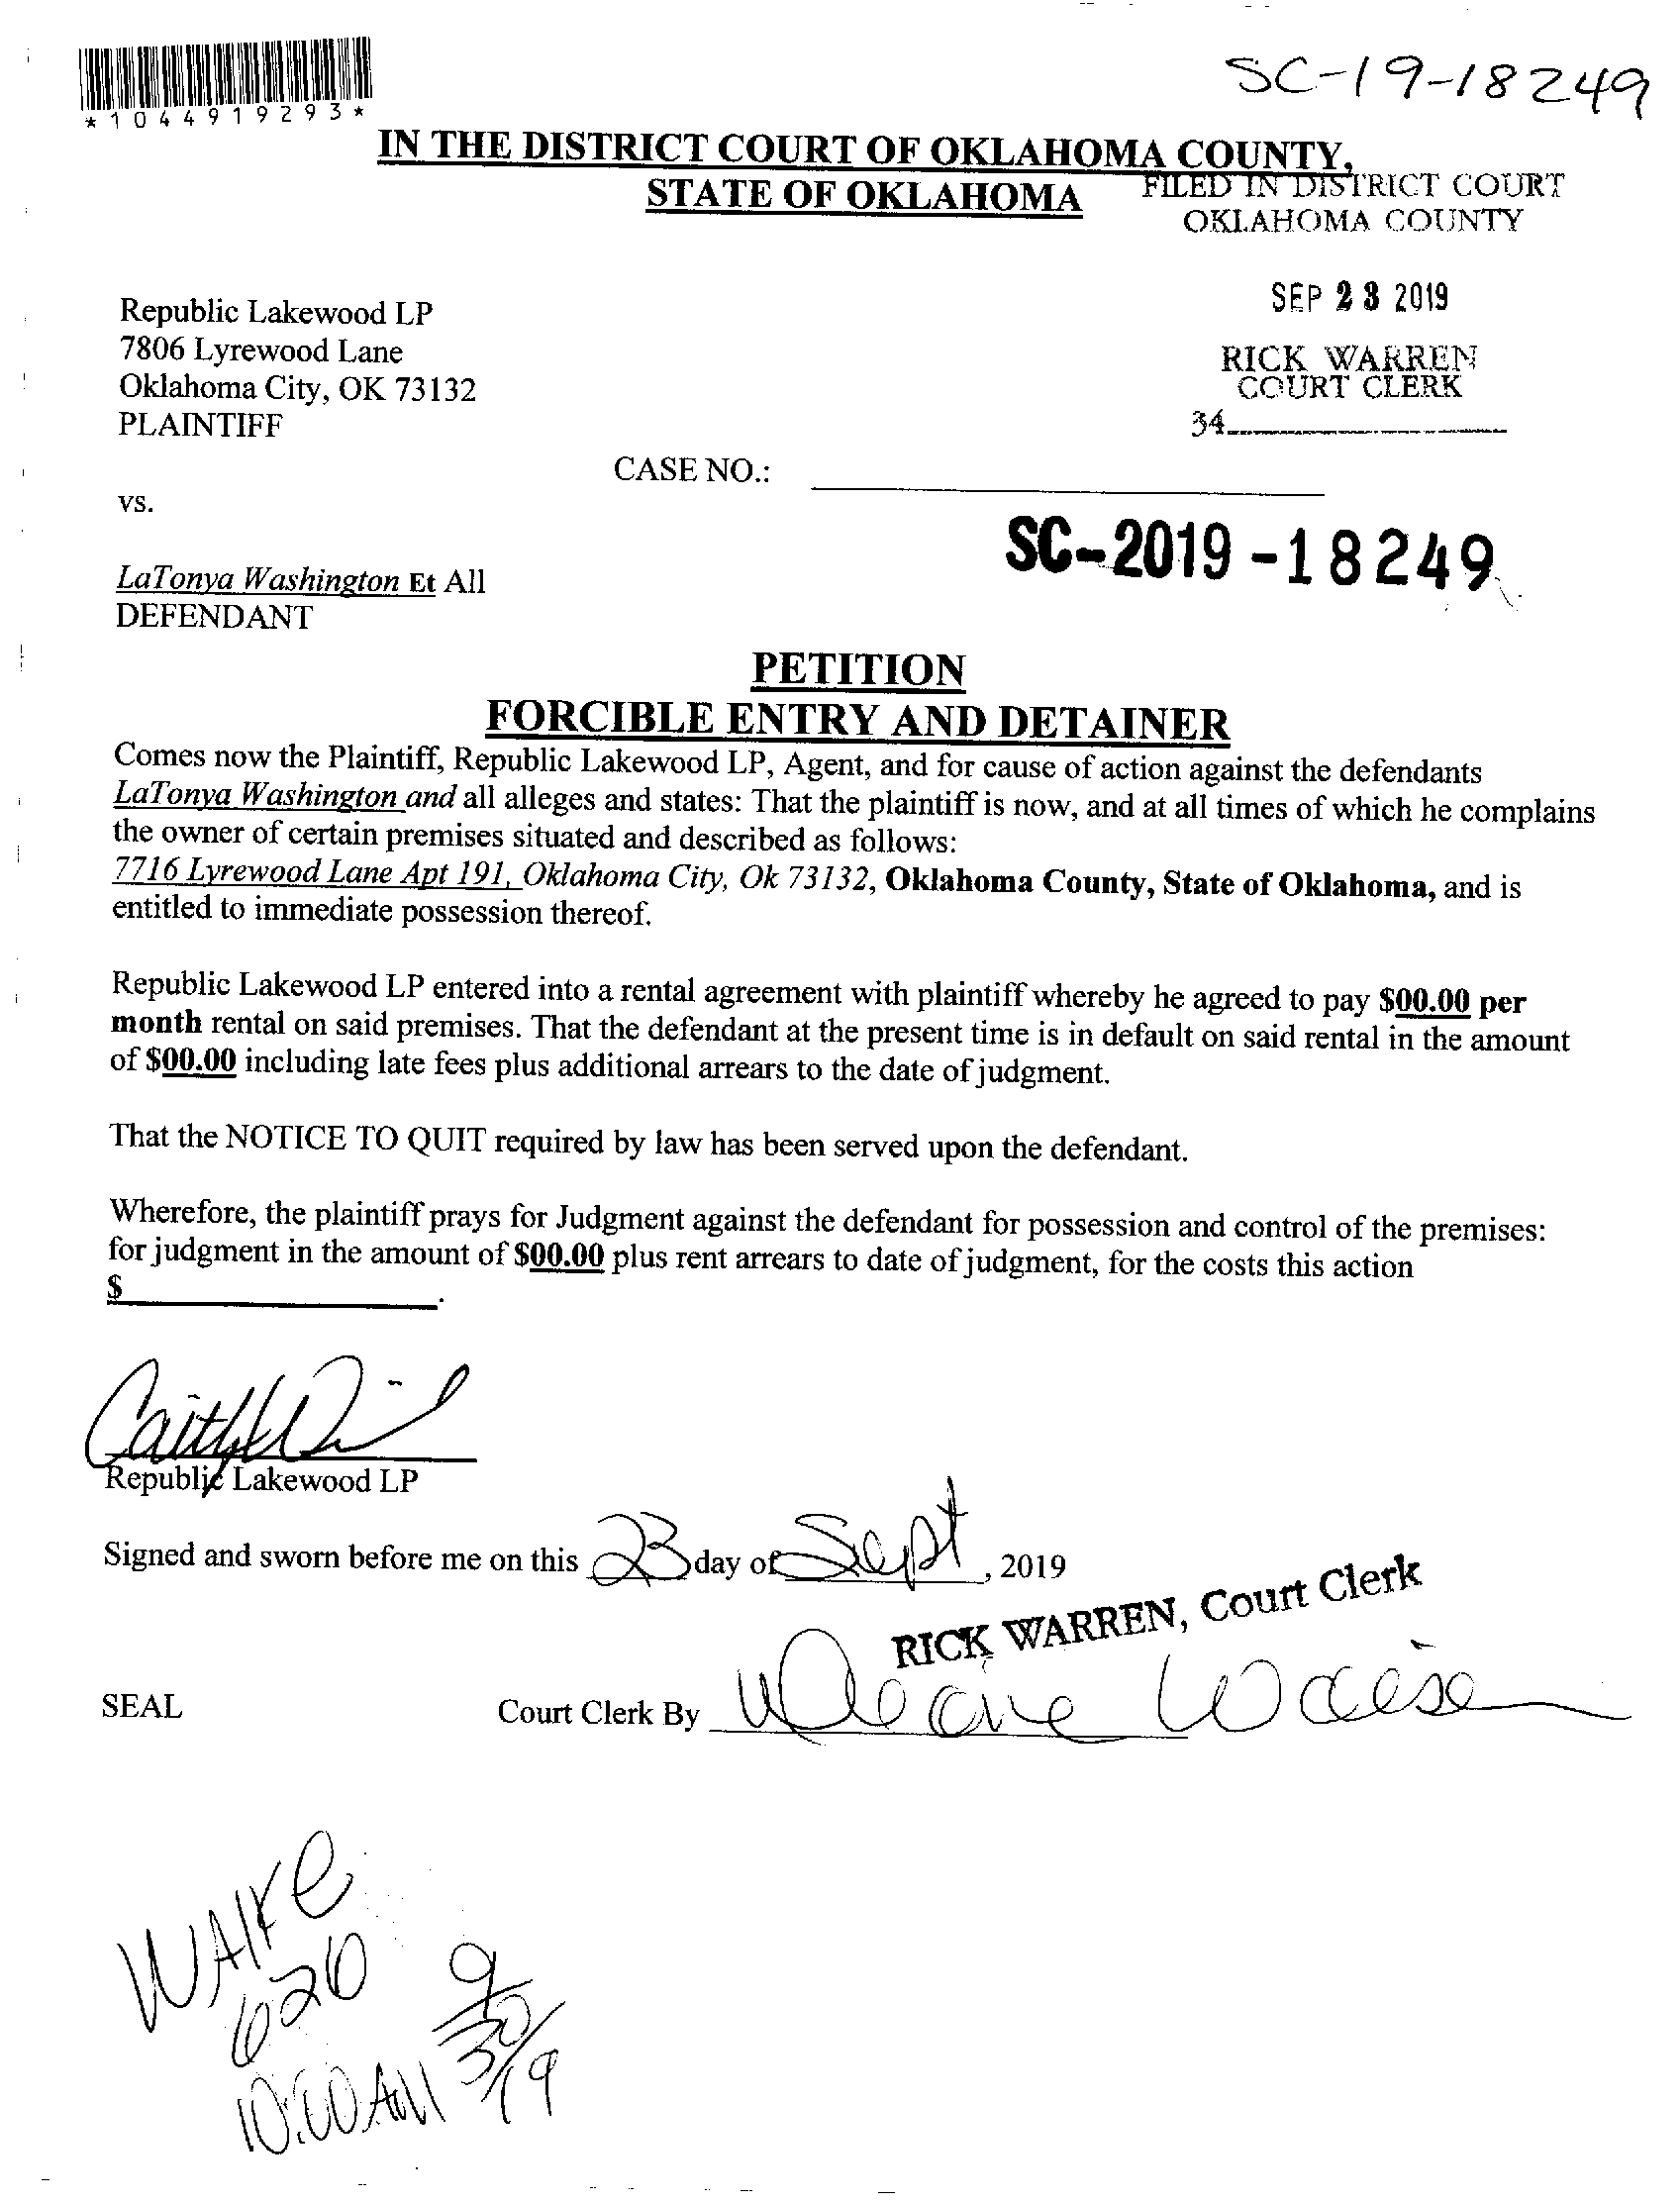 *1044919293*
SC-19-18249
IN THE DISTRICT COURT OF OKLAHOMA COUNTY,
STATE OF OKLAHOMA
FILED IN DISTRICT COURT
OKLAHOMA COUNTY
SEP 23 2019
RICK WARREN
COURT CLERK
34
Republic Lakewood LP
7806 Lyrewood Lane
Oklahoma City, OK 73132
PLAINTIFF
CASE NO.:
vs.
SC-2019-18249
LaTonya Washington Et All
DEFENDANT
PETITION
FORCIBLE ENTRY AND DETAINER
Comes now the Plaintiff, Republic Lakewood LP, Agent, and for cause of action against the defendants
LaTonya Washington and all alleges and states: That the plaintiff is now, and at all times of which he complains
the owner of certain premises situated and described as follows:
7716 Lyrewood Lane Apt 191, Oklahoma City, Ok 73132, Oklahoma County, State of Oklahoma, and is
entitled to immediate possession thereof.
Republic Lakewood LP entered into a rental agreement with plaintiff whereby he agreed to pay $00.00 per
month rental on said premises. That the defendant at the present time is in default on said rental in the amount
of $00.00 including late fees plus additional arrears to the date of judgment.
That the NOTICE TO QUIT required by law has been served upon the defendant.
Wherefore, the plaintiff prays for Judgment against the defendant for possession and control of the premises:
for judgment in the amount of $00.00 plus rent arrears to date of judgment, for the costs this action
$ .
Republic Lakewood LP
Signed and sworn before me on this 23 day of Sept, 2019
RICK WARREN, Court Clerk
SEAL
Court Clerk By
WAIKE
620
10:00 AM
9/30/19